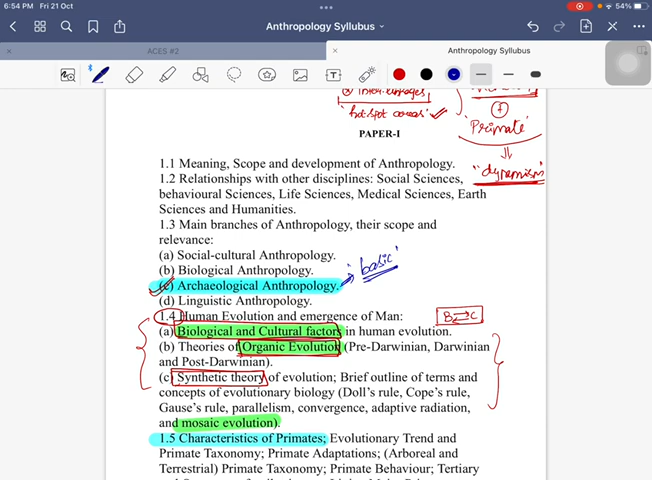 6:54 PM Fri 21 Oct
54%
Anthropology Syllabus
ACES #2
Anthropology Syllabus
"hotspot areas"
"Primate"
"dynamism"
PAPER-I
1.1 Meaning, Scope and development of Anthropology.
1.2 Relationships with other disciplines: Social Sciences,
behavioural Sciences, Life Sciences, Medical Sciences, Earth
Sciences and Humanities.
1.3 Main branches of Anthropology, their scope and
relevance:
(a) Social-cultural Anthropology.
"basic"
(b) Biological Anthropology.
(c) Archaeological Anthropology.
(d) Linguistic Anthropology.
1.4 Human Evolution and emergence of Man:
B ⇌ C
(a) Biological and Cultural factors in human evolution.
(b) Theories of Organic Evolution (Pre-Darwinian, Darwinian
and Post-Darwinian).
(c) Synthetic theory of evolution; Brief outline of terms and
concepts of evolutionary biology (Doll's rule, Cope's rule,
Gause's rule, parallelism, convergence, adaptive radiation,
and mosaic evolution).
1.5 Characteristics of Primates; Evolutionary Trend and
Primate Taxonomy; Primate Adaptations; (Arboreal and
Terrestrial) Primate Taxonomy; Primate Behaviour; Tertiary